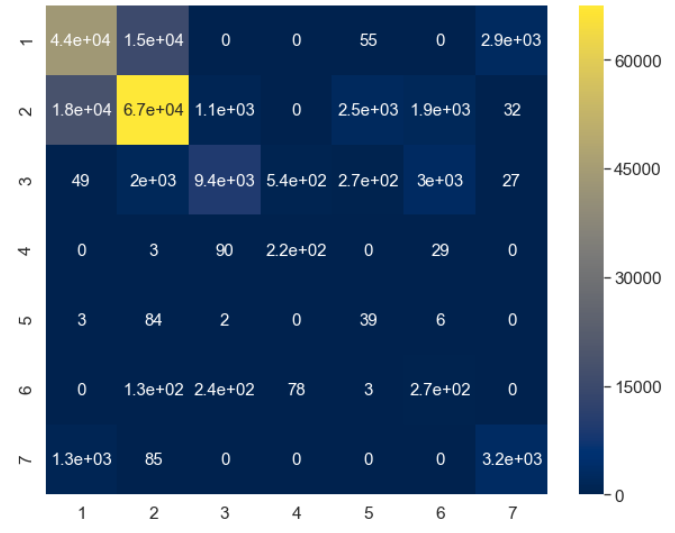 1 4.4e+04 1.5e+04 0 0 55 0 2.9e+03
2 1.8e+04 6.7e+04 1.1e+03 0 2.5e+03 1.9e+03 32
3 49 2e+03 9.4e+03 5.4e+02 2.7e+02 3e+03 27
4 0 3 90 2.2e+02 0 29 0
5 3 84 2 0 39 6 0
6 0 1.3e+02 2.4e+02 78 3 2.7e+02 0
7 1.3e+03 85 0 0 0 0 3.2e+03
1 2 3 4 5 6 7
60000
45000
30000
15000
0